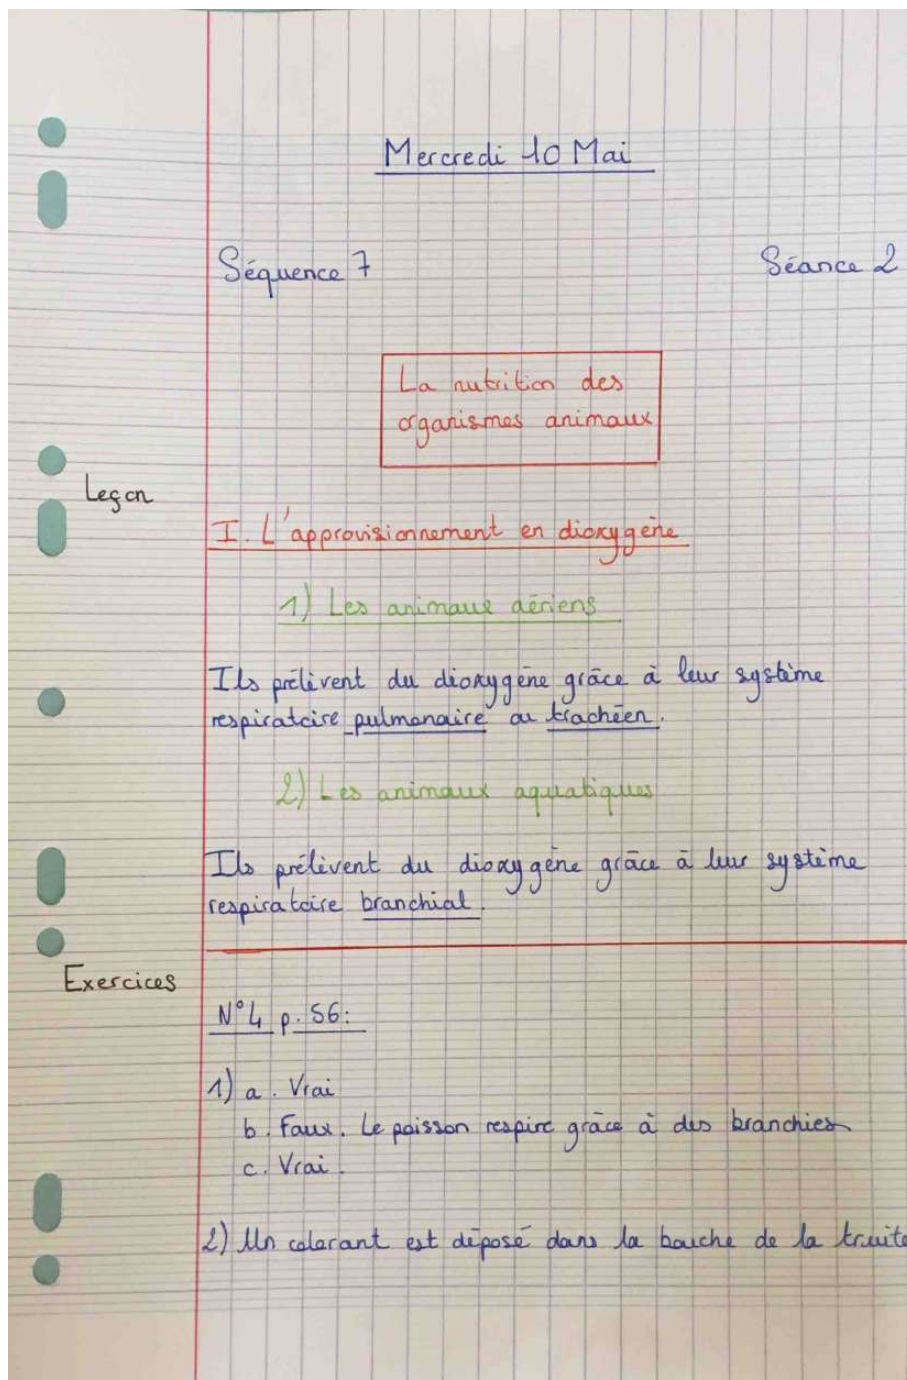 Mercredi 10 Mai
Séquence 7
Séance 2
La nutrition des
organismes animaux
Leçon
I. L'approvisionnement en dioxygène
1) Les animaux aériens
Ils prélèvent du dioxygène grâce à leur système
respiratoire pulmonaire ou trachéen.
2) Les animaux aquatiques
Ils prélèvent du dioxygène grâce à leur système
respiratoire branchial.
Exercices
N°4 p. 56:
1) a. Vrai
b. Faux. Le poisson respire grâce à des branchies
c. Vrai.
2) Un colorant est déposé dans la bouche de la truite